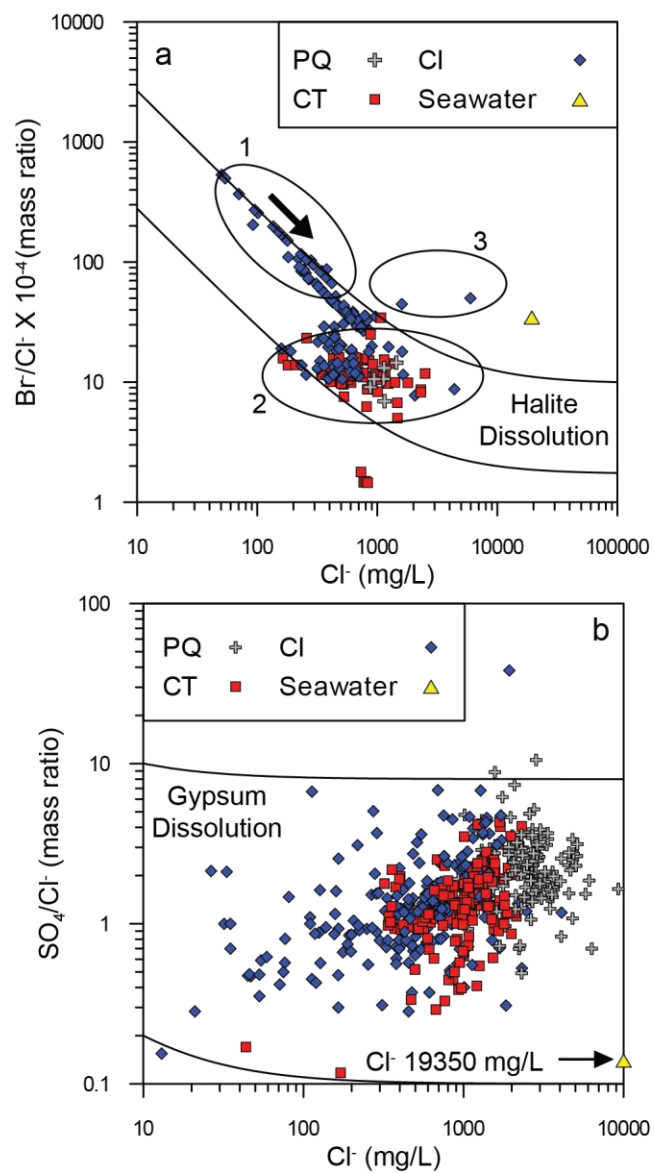 a
PQ Cl
CT Seawater
10000
1000
100
10
1
Br⁻/Cl⁻ X 10⁻⁴ (mass ratio)
1
3
2
Halite
Dissolution
10 100 1000 10000 100000
Cl⁻ (mg/L)
b
PQ Cl
CT Seawater
100
10
1
0.1
SO₄/Cl⁻ (mass ratio)
Gypsum
Dissolution
Cl⁻ 19350 mg/L
10 100 1000 10000
Cl⁻ (mg/L)